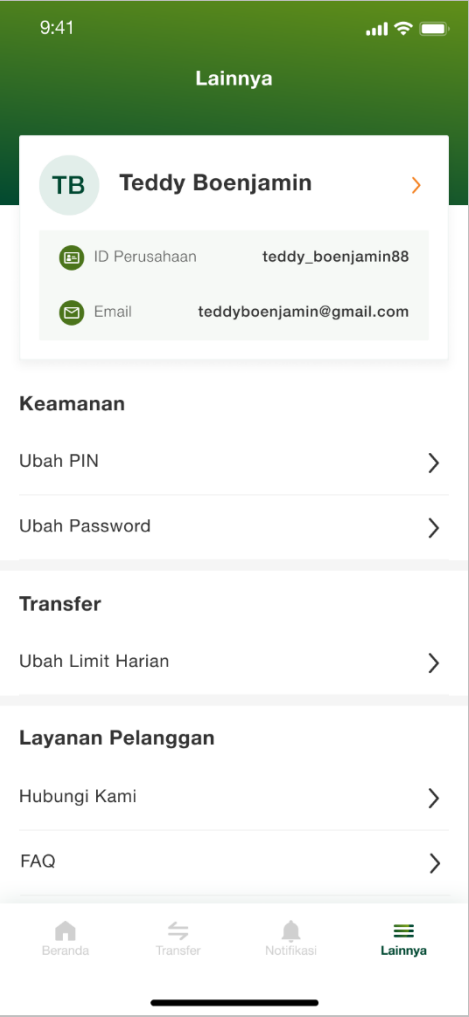 9:41
Lainnya
TB
Teddy Boenjamin
ID Perusahaan teddy_boenjamin88
Email teddyboenjamin@gmail.com
Keamanan
Ubah PIN
Ubah Password
Transfer
Ubah Limit Harian
Layanan Pelanggan
Hubungi Kami
FAQ
Beranda Transfer Notifikasi Lainnya